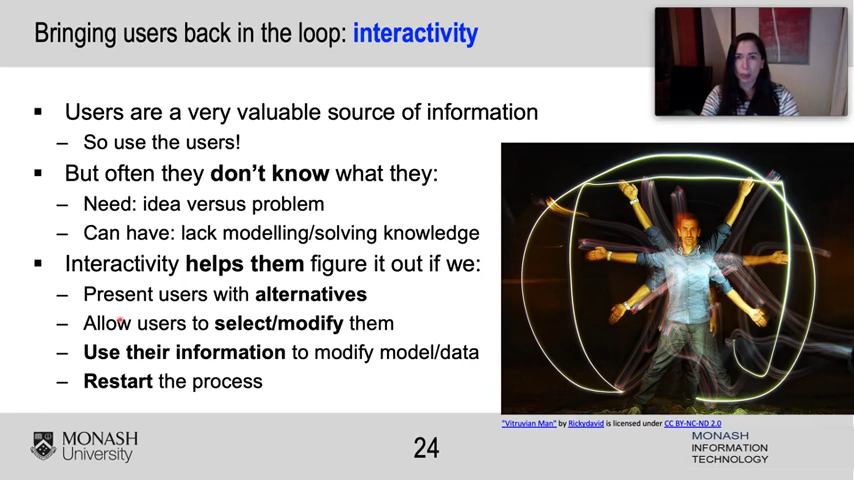 Bringing users back in the loop: interactivity
▪ Users are a very valuable source of information
– So use the users!
▪ But often they don't know what they:
– Need: idea versus problem
– Can have: lack modelling/solving knowledge
▪ Interactivity helps them figure it out if we:
– Present users with alternatives
– Allow users to select/modify them
– Use their information to modify model/data
– Restart the process
"Vitruvian Man" by Rickydavid is licensed under CC BY-NC-ND 2.0
MONASH
University
24
MONASH
INFORMATION
TECHNOLOGY